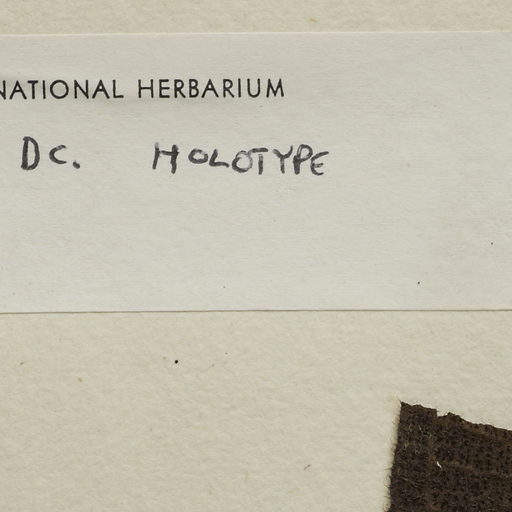 NATIONAL HERBARIUM
DC. HOLOTYPE